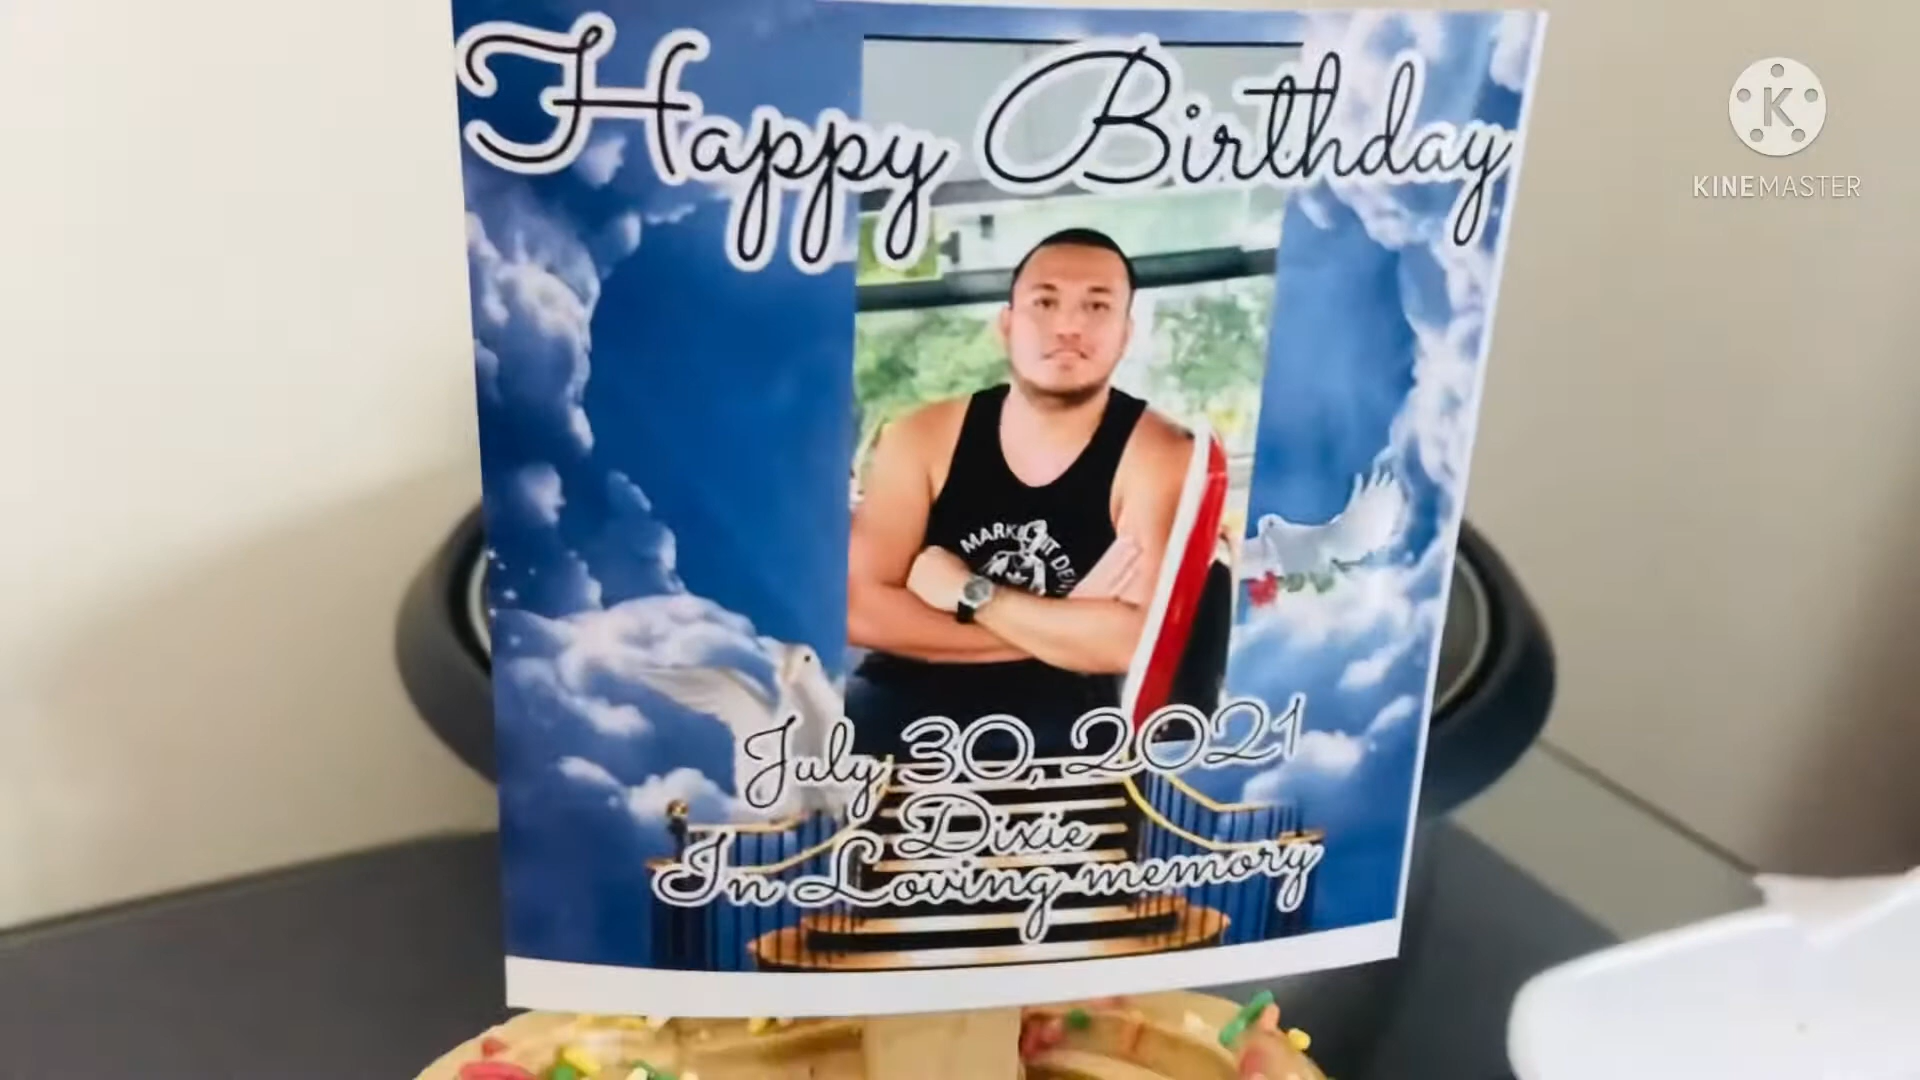 Happy Birthday
KINEMASTER
July 30, 2021
Dixie
In Loving memory